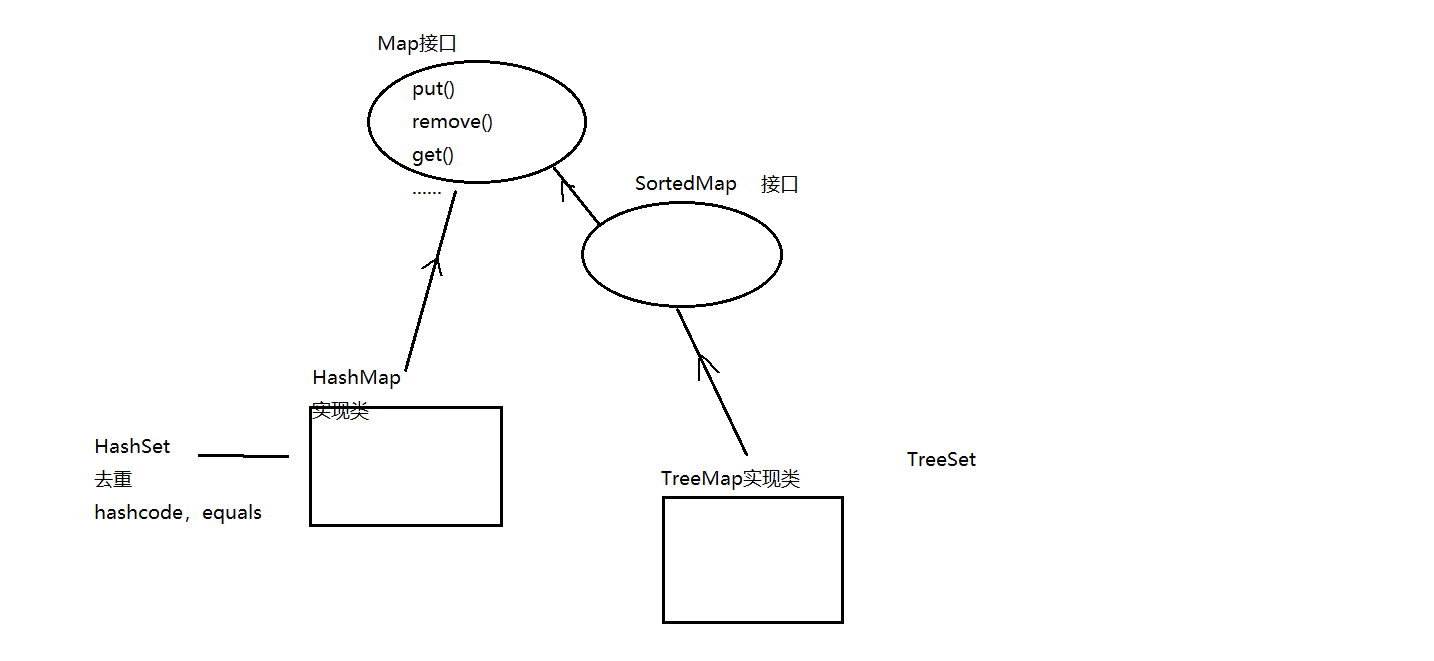 Map接口
put()
remove()
get()
......
SortedMap 接口
HashMap
实现类
HashSet
去重
hashcode，equals
TreeMap实现类
TreeSet